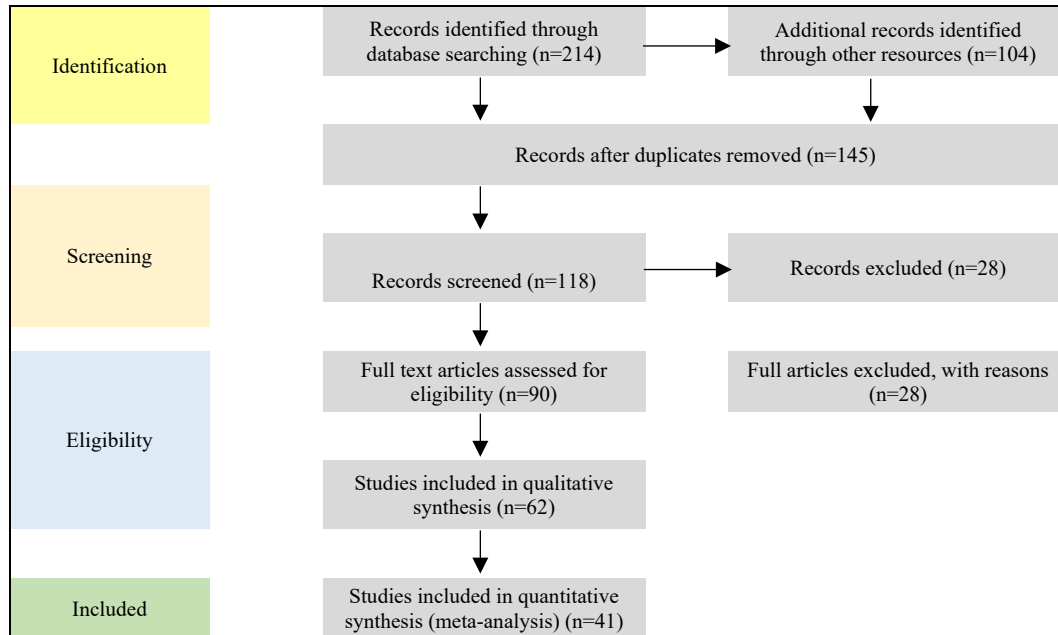 Identification
Records identified through
database searching (n=214)
Additional records identified
through other resources (n=104)
Records after duplicates removed (n=145)
Screening
Records screened (n=118)
Records excluded (n=28)
Eligibility
Full text articles assessed for
eligibility (n=90)
Full articles excluded, with reasons
(n=28)
Studies included in qualitative
synthesis (n=62)
Included
Studies included in quantitative
synthesis (meta-analysis) (n=41)